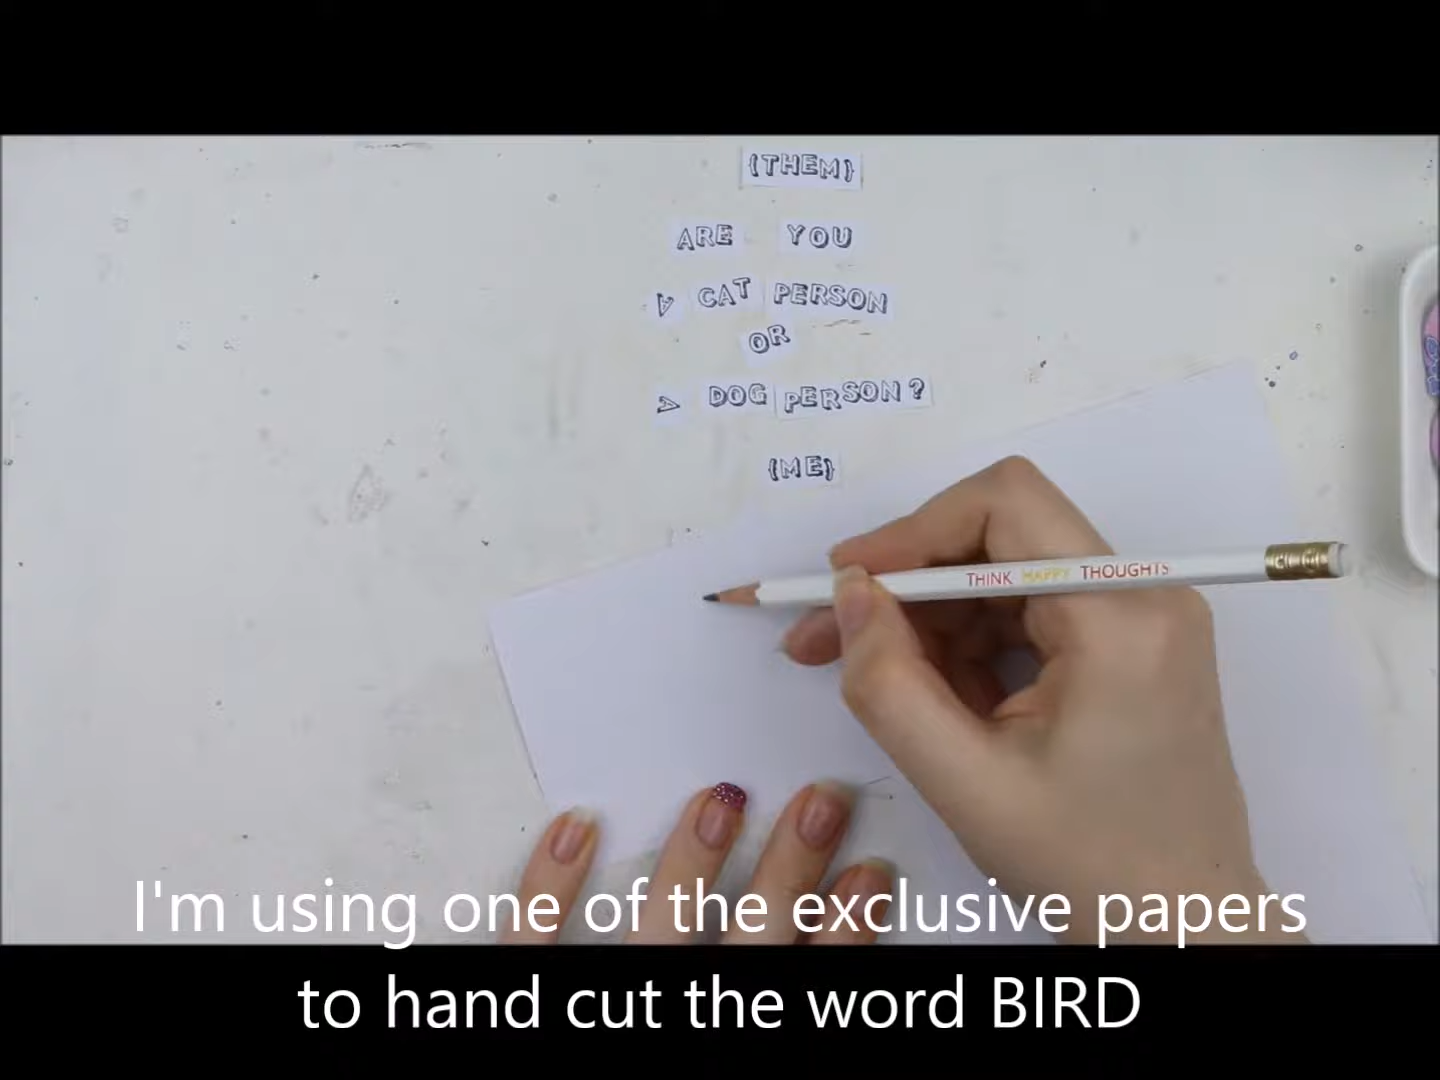 {THEM}
ARE YOU
A CAT PERSON
OR
A DOG PERSON?
{ME}
THINK HAPPY THOUGHTS
I'm using one of the exclusive papers
to hand cut the word BIRD